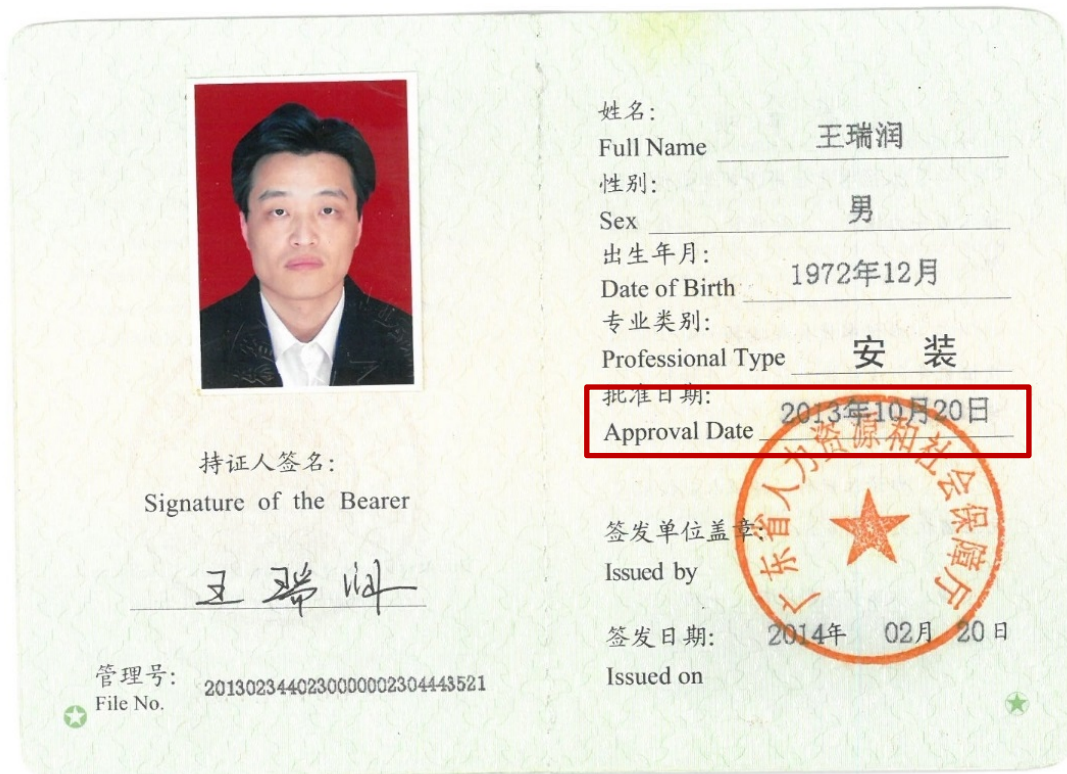 姓名:
Full Name 王瑞润
性别:
Sex 男
出生年月:
Date of Birth 1972年12月
专业类别:
Professional Type 安 装
批准日期:
Approval Date 2013年10月20日
持证人签名:
Signature of the Bearer
王瑞润
管理号:
File No. 2013023440230000002304443521
签发单位盖章:
Issued by
广东省人力资源和社会保障厅
签发日期: 2014年 02月 20日
Issued on